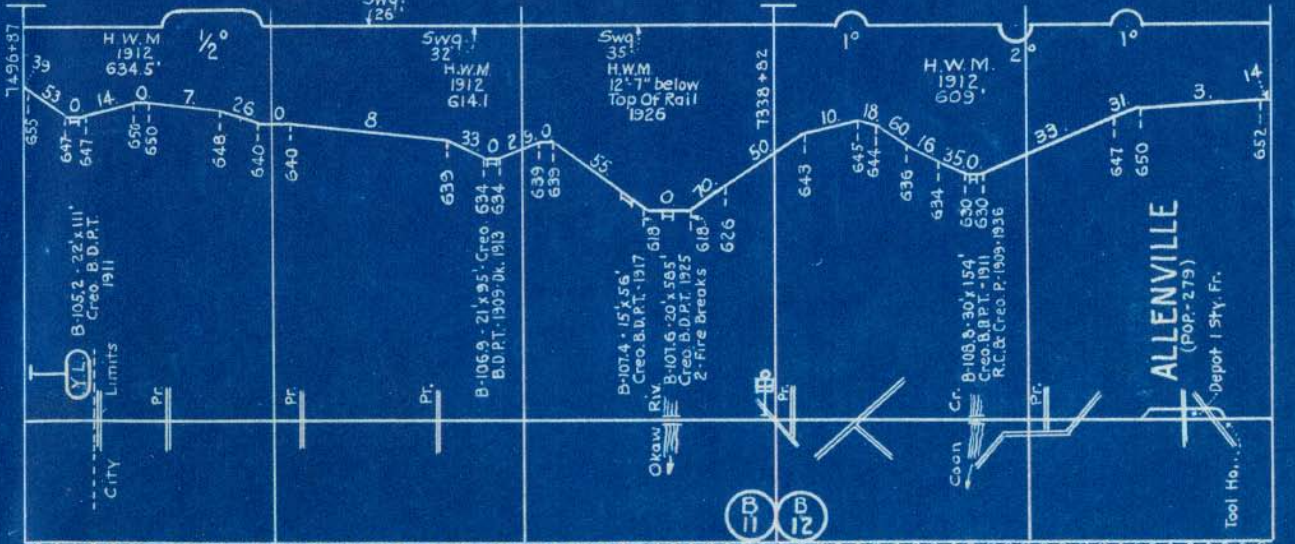 Swg.
26'
7496+87
H.W.M
1912
634.5'
½°
Swg.
32'
H.W.M.
1912
614.1
Swg.
35'
H.W.M.
12'-7" below
Top Of Rail
1926
7338+82
1°
H.W.M.
1912
609'
2°
1°
39
53
0
14
0
7.
26
0
8.
33
0
2
9.
0
55.
0
70.
50.
10.
18.
60.
16
35
0
33.
31.
3.
14.
655
647
647
650
650
648
640
640
639
634
634
639
639
618'
618'
626
643
645
644
636
634
630
630
647
650
652
B-105.2 - 22'x111'
Creo. B.D.P.T.
1911
B-106.9 - 21'x95'- Creo.
B.D.P.T.-1909-Dk. 1913
B-107.4 - 15'x56'
Creo. B.D.P.T.-1917
B-107.6-20'x585'
Creo. B.D.P.T. 1925
2-Fire Breaks
B-108.8-30'x154'
Creo. B.B.P.T.-1911
R.C.& Creo. P-1909-1936
ALLENVILLE
(POP.-279)
Depot 1 Sty. Fr.
YL
City Limits
Pr.
Pr.
Pr.
Okaw Riv.
Pr.
Coon Cr.
Pr.
Tool Ho.
B
11
B
12